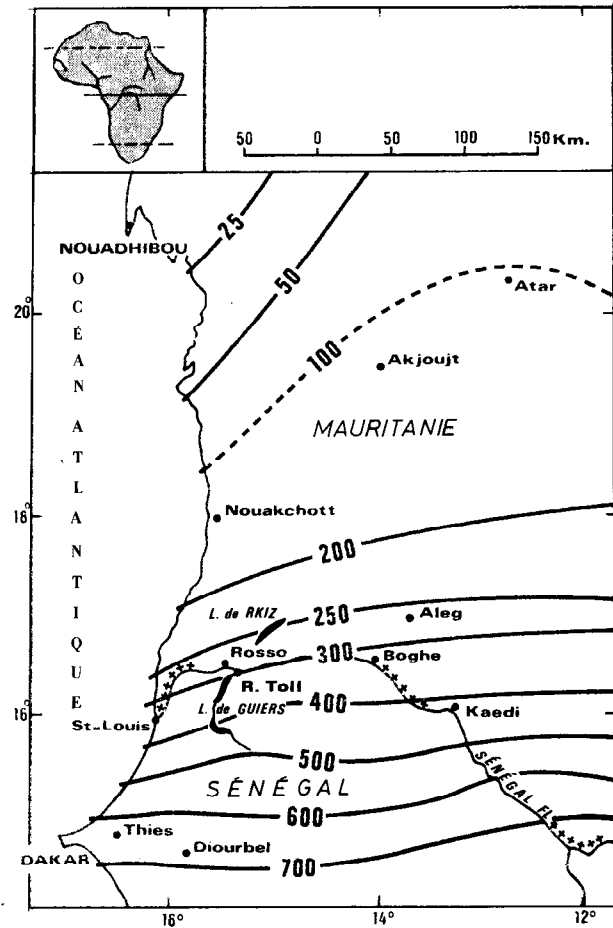 50 0 50 100 150 Km.
25
NOUADHIBOU
50
OCÉAN ATLANTIQUE
20°
Atar
100
Akjoujt
MAURITANIE
18°
Nouakchott
200
L. de RKIZ
250
Aleg
Rosso
300
Boghe
R. Toll
L. de GUIERS
400
16°
St-Louis
Kaedi
500
SÉNÉGAL
SÉNÉGAL FL.
600
Thies
Diourbel
DAKAR
700
16° 14° 12°